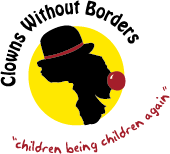 Clowns Without Borders
"children being children again"